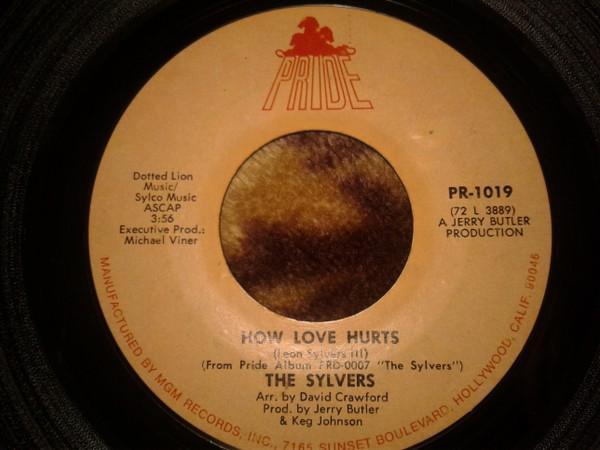 PRIDE
Dotted Lion
Music/
Sylco Music
ASCAP
3:56
Executive Prod.:
Michael Viner
PR-1019
(72 L 3889)
A JERRY BUTLER
PRODUCTION
HOW LOVE HURTS
(Leon Sylvers III)
(From Pride Album PRD-0007 "The Sylvers")
THE SYLVERS
Arr. by David Crawford
Prod. by Jerry Butler
& Keg Johnson
MANUFACTURED BY MGM RECORDS, INC., 7165 SUNSET BOULEVARD, HOLLYWOOD, CALIF. 90046